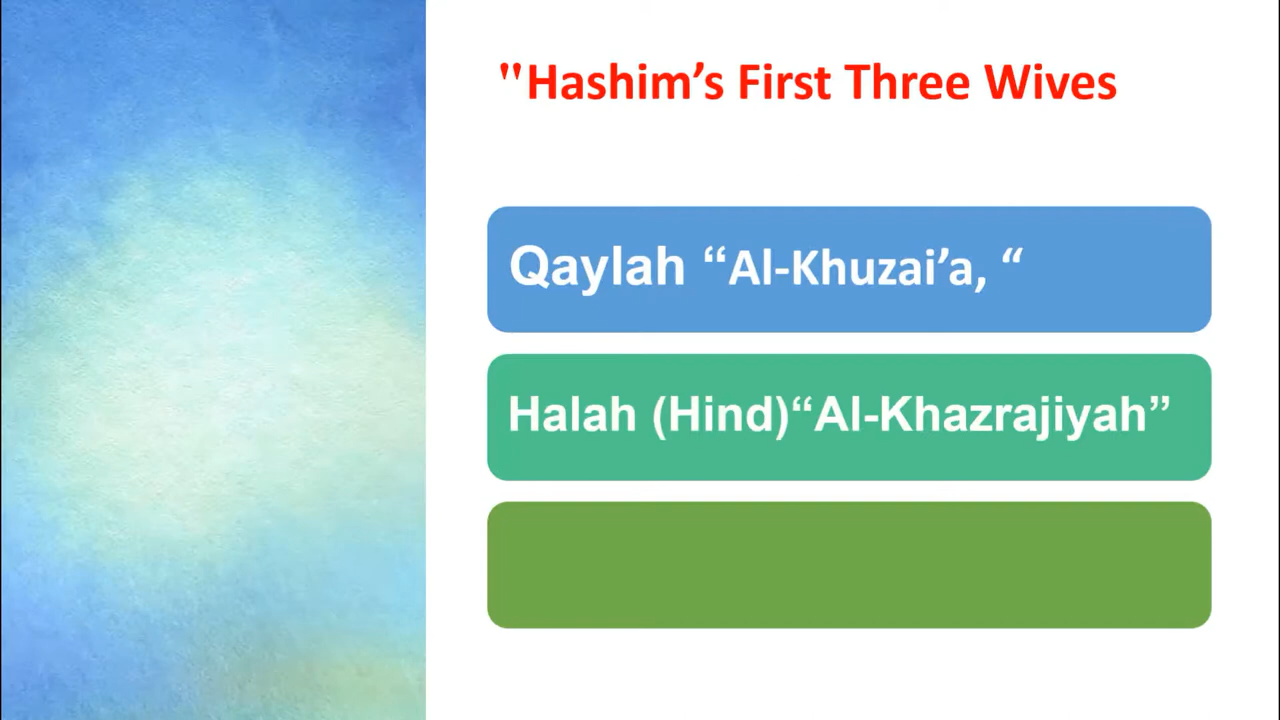 "Hashim’s First Three Wives
Qaylah “Al-Khuzai’a, “
Halah (Hind)“Al-Khazrajiyah”